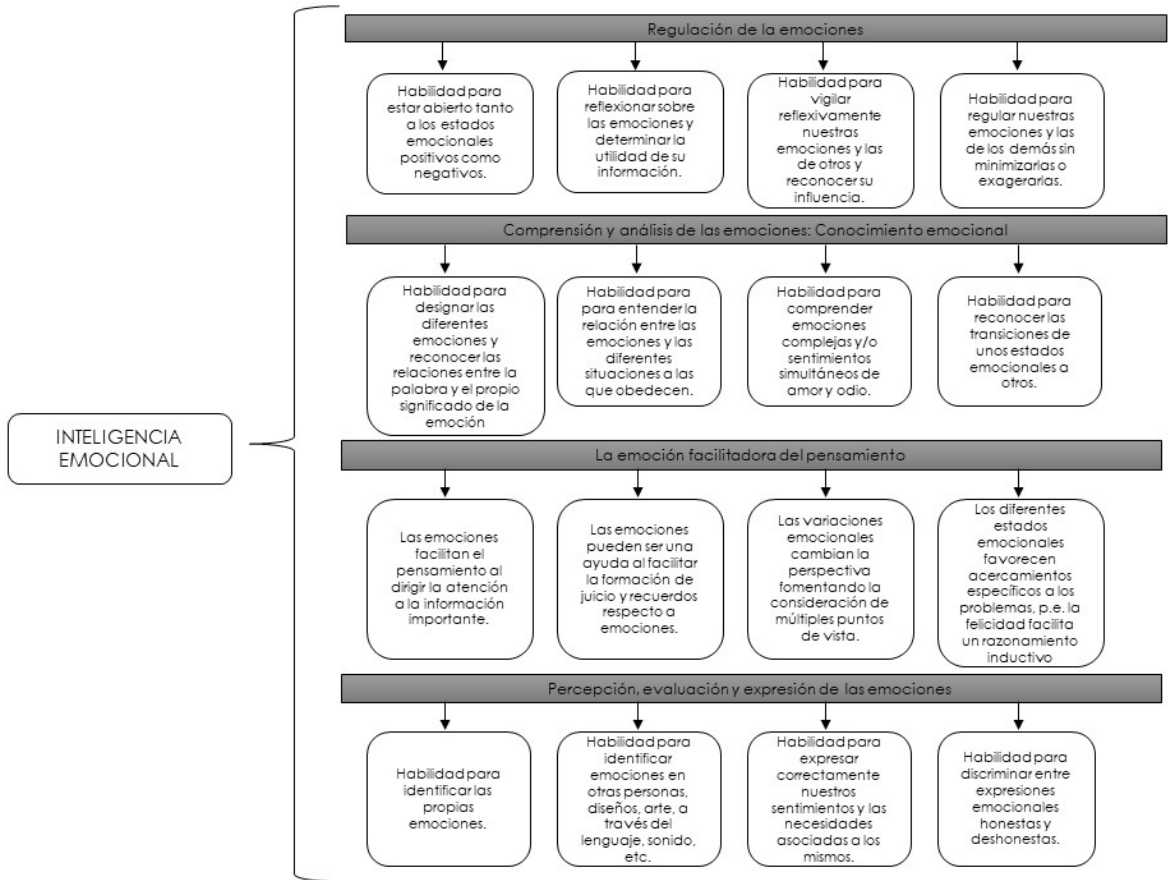 INTELIGENCIA
EMOCIONAL
Regulación de la emociones
Habilidad para
estar abierto tanto
a los estados
emocionales
positivos como
negativos.
Habilidad para
reflexionar sobre
las emociones y
determinar la
utilidad de su
información.
Habilidad para
vigilar
reflexivamente
nuestras
emociones y las
de otros y
reconocer su
influencia.
Habilidad para
regular nuestras
emociones y las
de los demás sin
minimizarlas o
exagerarlas.
Comprensión y análisis de las emociones: Conocimiento emocional
Habilidad para
designar las
diferentes
emociones y
reconocer las
relaciones entre la
palabra y el propio
significado de la
emoción
Habilidad para
para entender la
relación entre las
emociones y las
diferentes
situaciones a las
que obedecen.
Habilidad para
comprender
emociones
complejas y/o
sentimientos
simultáneos de
amor y odio.
Habilidad para
reconocer las
transiciones de
unos estados
emocionales a
otros.
La emoción facilitadora del pensamiento
Las emociones
facilitan el
pensamiento al
dirigir la atención
a la información
importante.
Las emociones
pueden ser una
ayuda al facilitar
la formación de
juicio y recuerdos
respecto a
emociones.
Las variaciones
emocionales
cambian la
perspectiva
fomentando la
consideración de
múltiples puntos
de vista.
Los diferentes
estados
emocionales
favorecen
acercamientos
específicos a los
problemas, p.e. la
felicidad facilita
un razonamiento
inductivo
Percepción, evaluación y expresión de las emociones
Habilidad para
identificar las
propias
emociones.
Habilidad para
identificar
emociones en
otras personas,
diseños, arte, a
través del
lenguaje, sonido,
etc.
Habilidad para
expresar
correctamente
nuestros
sentimientos y las
necesidades
asociadas a los
mismos.
Habilidad para
discriminar entre
expresiones
emocionales
honestas y
deshonestas.